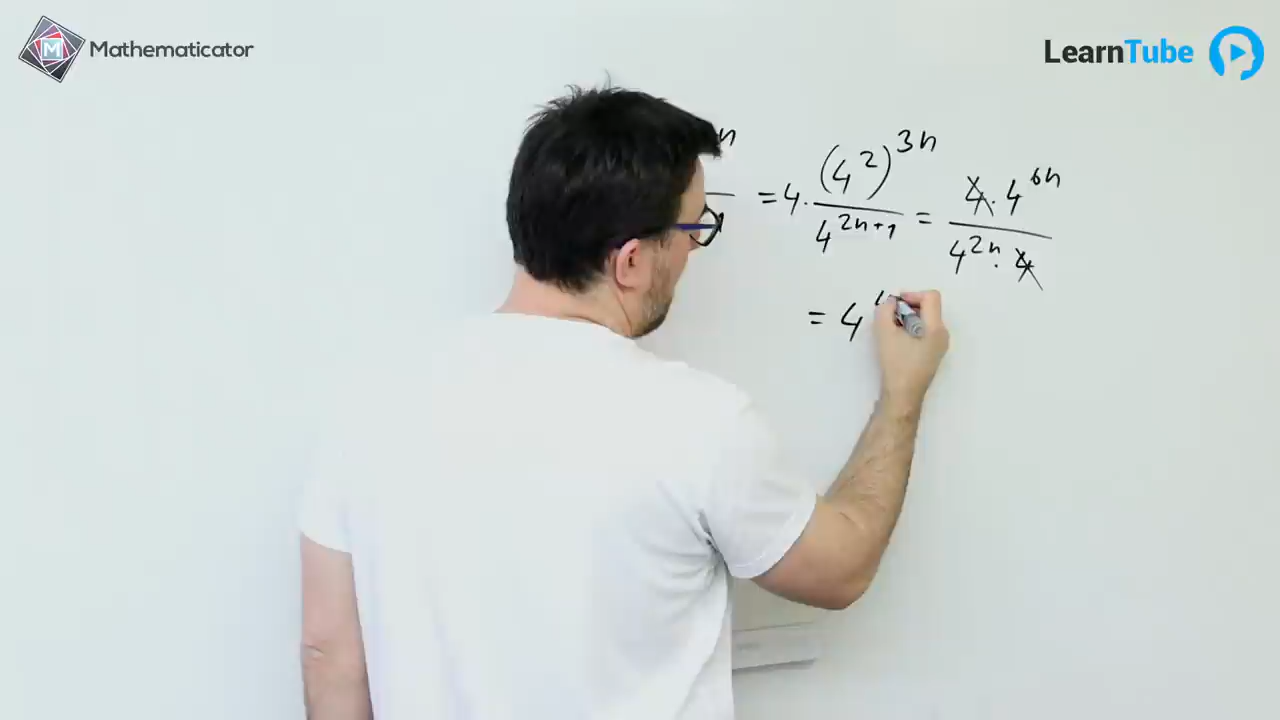 Mathematicator
LearnTube
n = 4 · (4²)³ⁿ / 4²ⁿ⁺¹ = 4 · 4⁶ⁿ / 4²ⁿ · 4
= 4